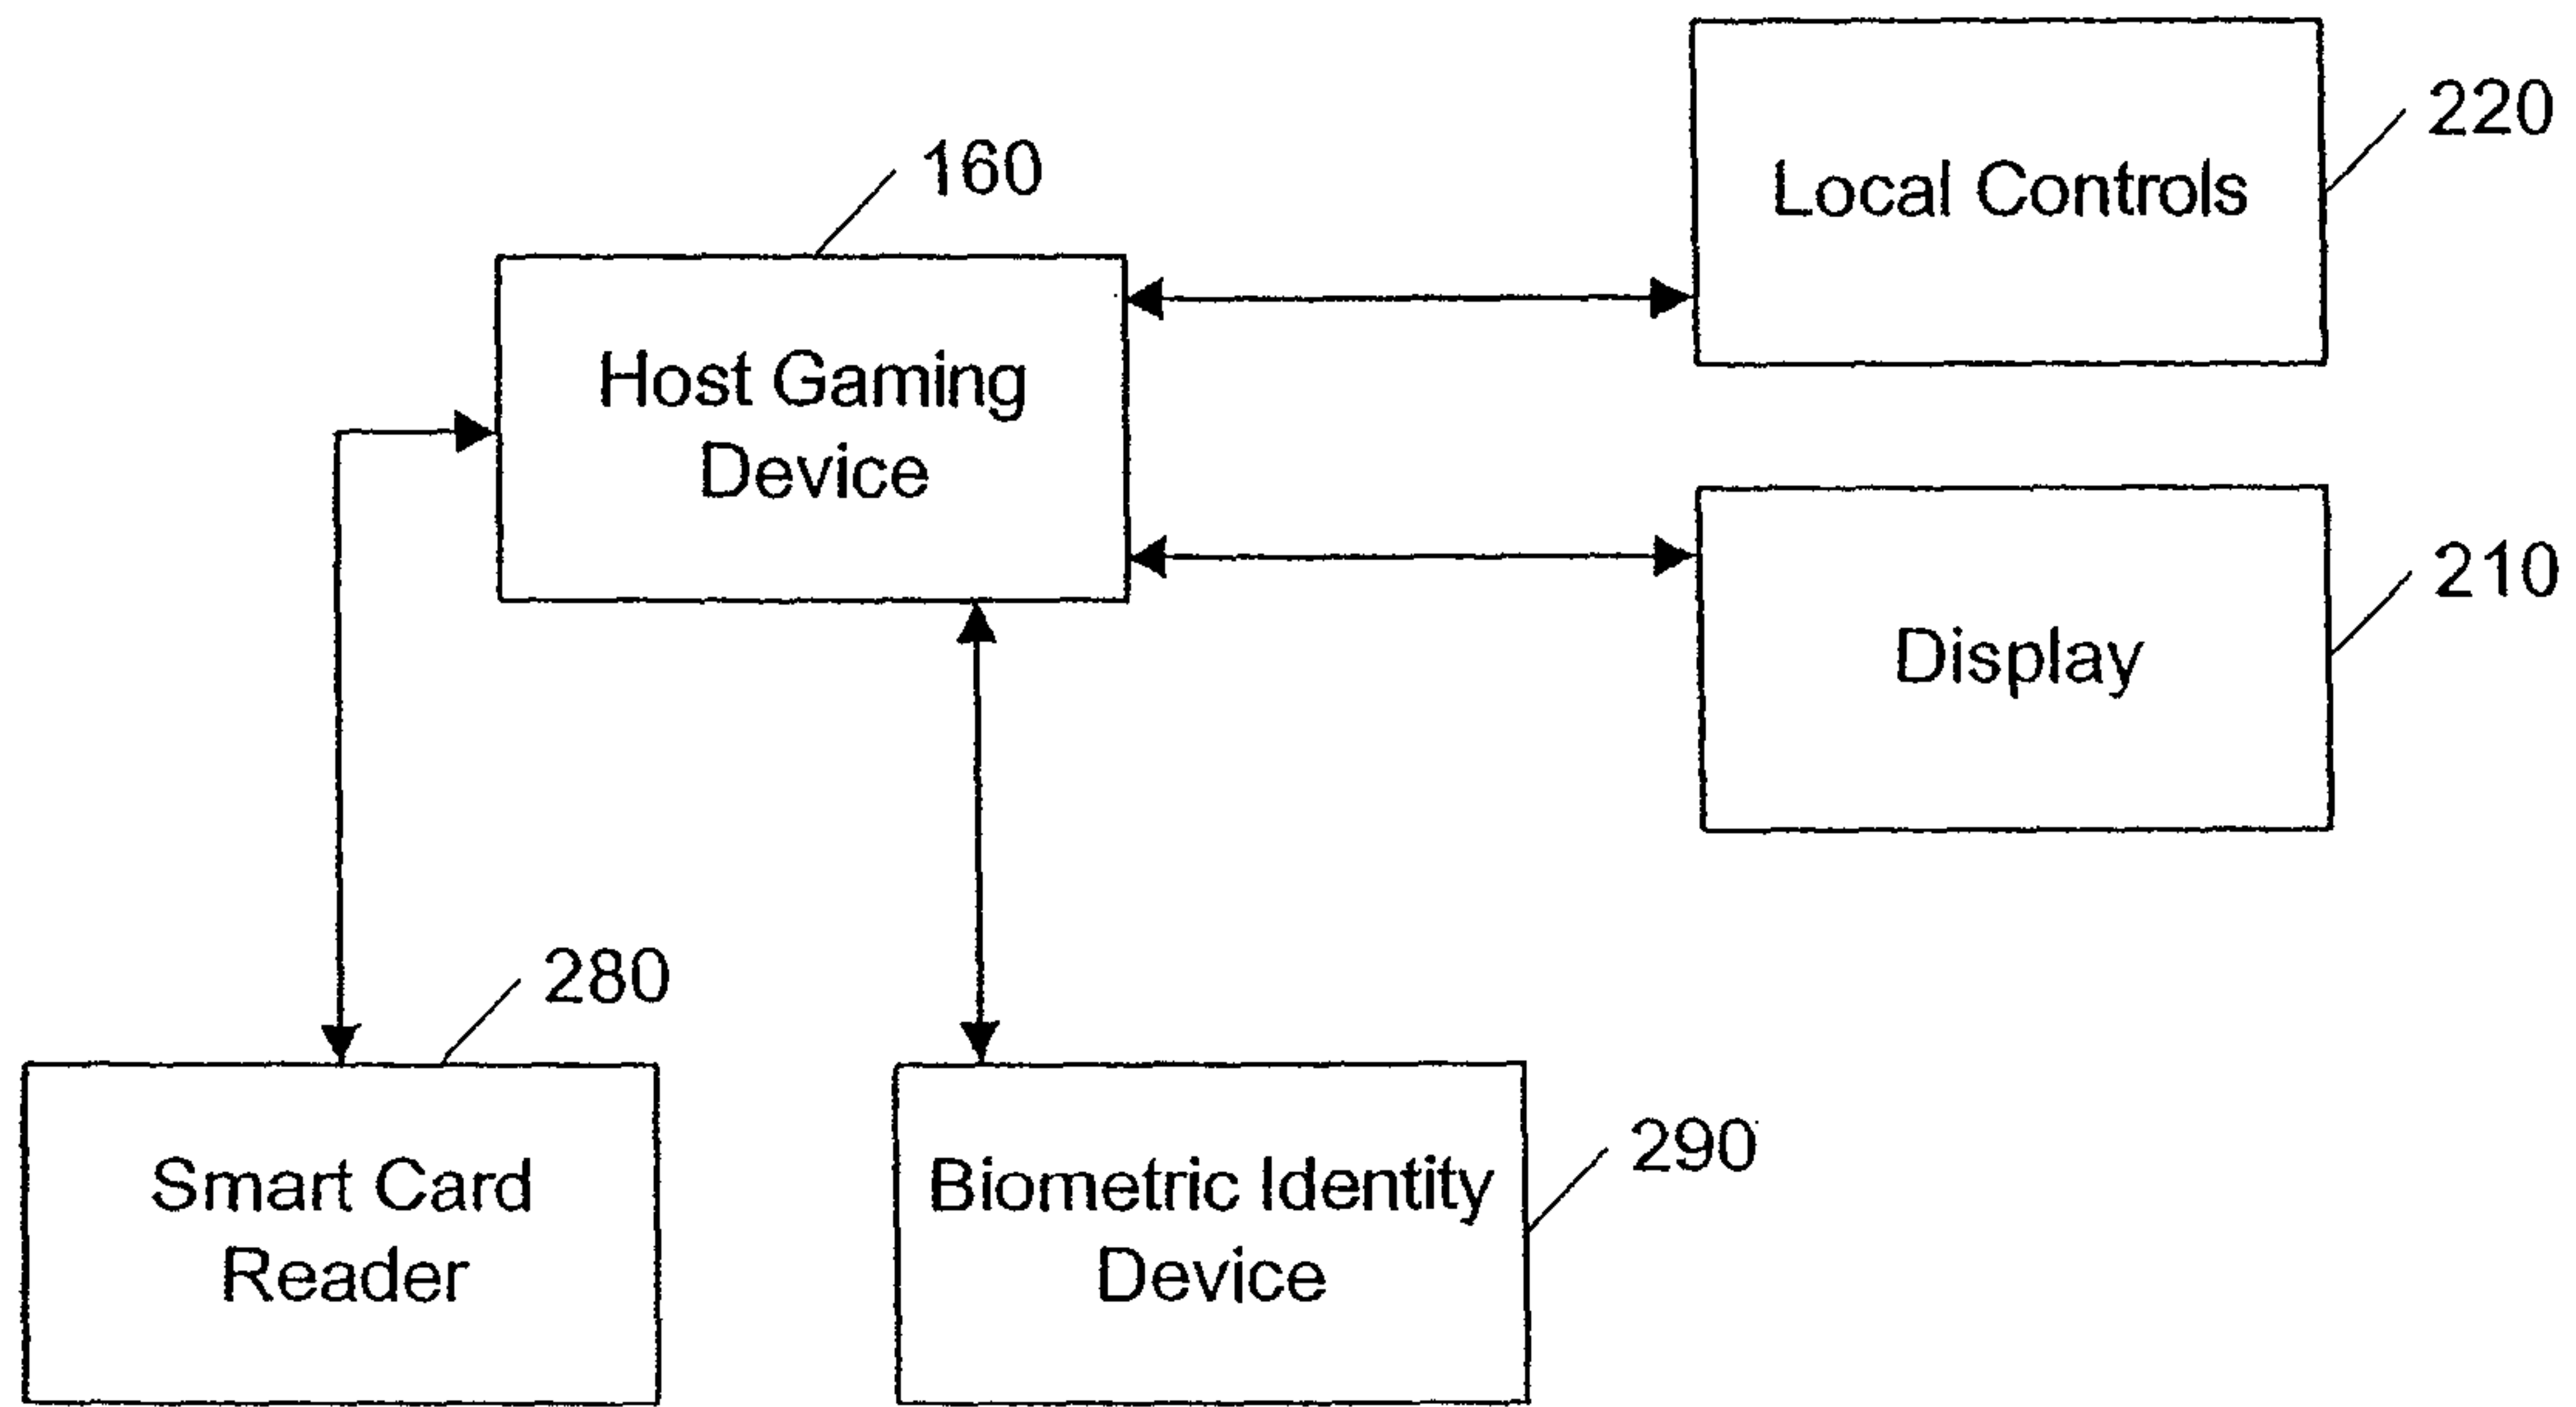 220
Local Controls
160
Host Gaming
Device
210
Display
280
Smart Card
Reader
290
Biometric Identity
Device